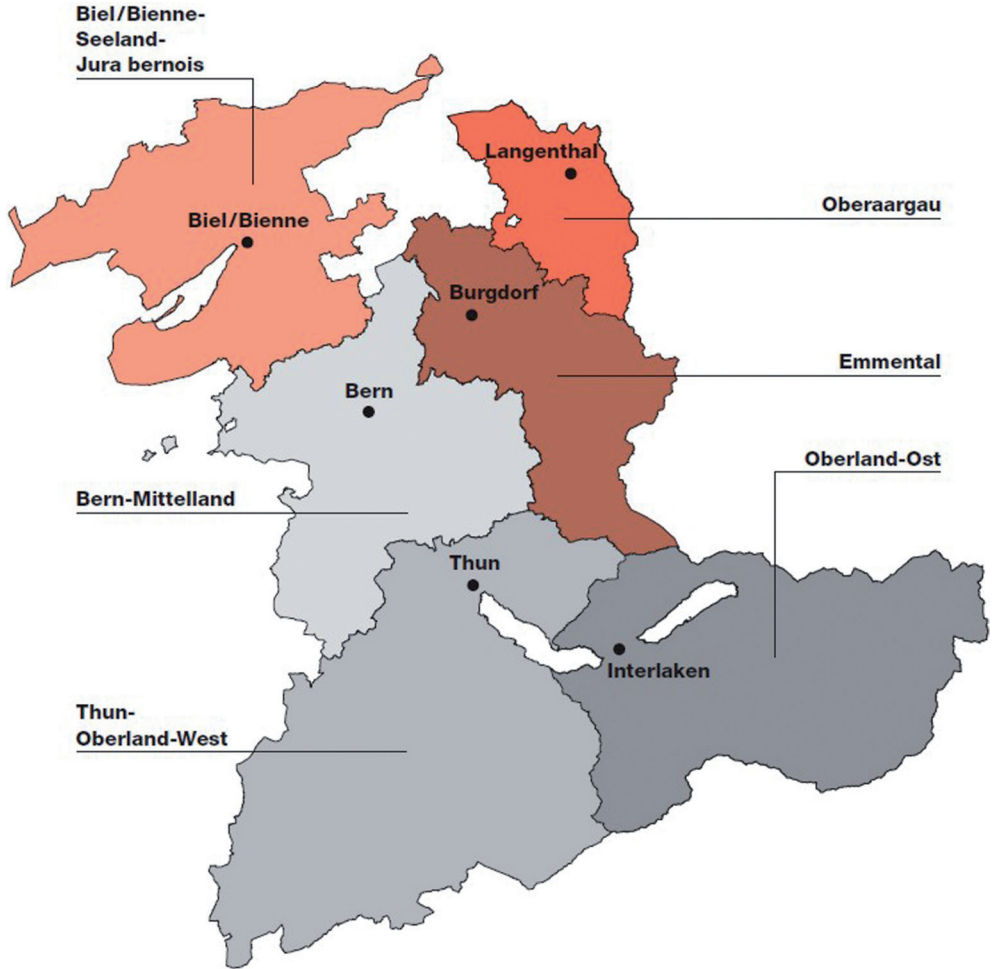 Biel/Bienne-
Seeland-
Jura bernois
Langenthal
Oberaargau
Biel/Bienne
Burgdorf
Emmental
Bern
Oberland-Ost
Bern-Mittelland
Thun
Interlaken
Thun-
Oberland-West